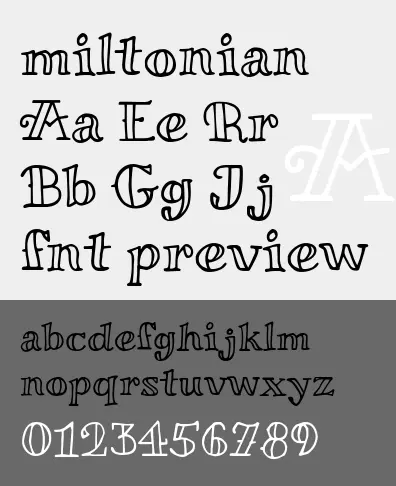 miltonian
Aa Ee Rr
A
Bb Gg Jj
fnt preview
abcdefghijklm
nopqrstuvwxyz
0123456789